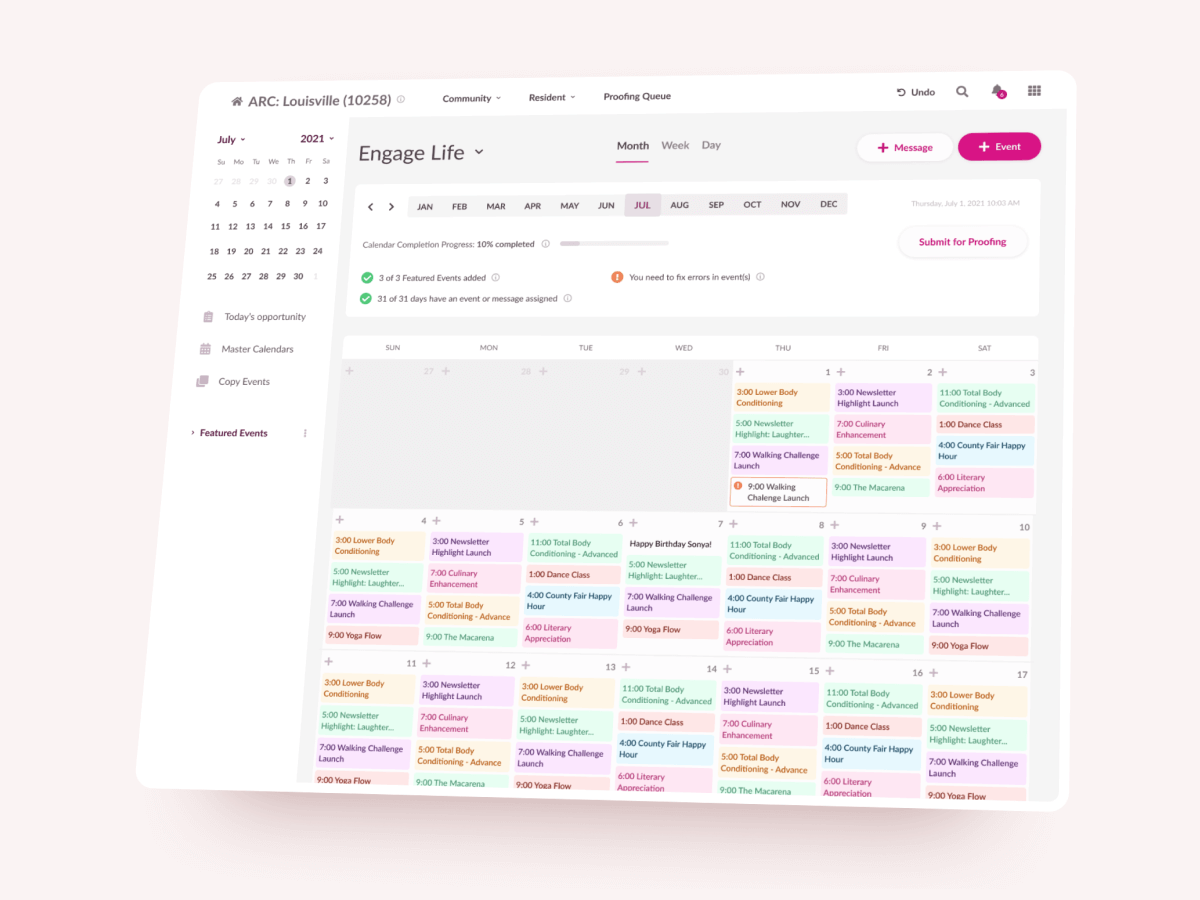 ARC: Louisville (10258)
Community
Resident
Proofing Queue
Undo
6
July
2021
Su Mo Tu We Th Fr Sa
27 28 29 30 1 2 3
4 5 6 7 8 9 10
11 12 13 14 15 16 17
18 19 20 21 22 23 24
25 26 27 28 29 30 1
Today's opportunity
Master Calendars
Copy Events
Featured Events
Engage Life
Month Week Day
+ Message
+ Event
JAN FEB MAR APR MAY JUN JUL AUG SEP OCT NOV DEC
Thursday, July 1, 2021 10:03 AM
Calendar Completion Progress: 10% completed
Submit for Proofing
3 of 3 Featured Events added
You need to fix errors in event(s)
31 of 31 days have an event or message assigned
SUN MON TUE WED THU FRI SAT
+ 27 + 28 + 29 + 30 + 1 + 2 + 3
3:00 Lower Body
Conditioning
5:00 Newsletter
Highlight: Laughter...
7:00 Walking Challenge
Launch
9:00 Walking
Chalenge Launch
3:00 Newsletter
Highlight Launch
7:00 Culinary
Enhancement
5:00 Total Body
Conditioning - Advance
9:00 The Macarena
11:00 Total Body
Conditioning - Advanced
1:00 Dance Class
4:00 County Fair Happy
Hour
6:00 Literary
Appreciation
+ 4 + 5 + 6 + 7 + 8 + 9 + 10
3:00 Lower Body
Conditioning
5:00 Newsletter
Highlight: Laughter...
7:00 Walking Challenge
Launch
9:00 Yoga Flow
3:00 Newsletter
Highlight Launch
7:00 Culinary
Enhancement
5:00 Total Body
Conditioning - Advance
9:00 The Macarena
11:00 Total Body
Conditioning - Advanced
1:00 Dance Class
4:00 County Fair Happy
Hour
6:00 Literary
Appreciation
Happy Birthday Sonya!
5:00 Newsletter
Highlight: Laughter...
7:00 Walking Challenge
Launch
9:00 Yoga Flow
11:00 Total Body
Conditioning - Advanced
1:00 Dance Class
4:00 County Fair Happy
Hour
6:00 Literary
Appreciation
3:00 Newsletter
Highlight Launch
7:00 Culinary
Enhancement
5:00 Total Body
Conditioning - Advance
9:00 The Macarena
3:00 Lower Body
Conditioning
5:00 Newsletter
Highlight: Laughter...
7:00 Walking Challenge
Launch
9:00 Yoga Flow
+ 11 + 12 + 13 + 14 + 15 + 16 + 17
3:00 Lower Body
Conditioning
5:00 Newsletter
Highlight: Laughter...
7:00 Walking Challenge
Launch
9:00 Yoga Flow
3:00 Newsletter
Highlight Launch
7:00 Culinary
Enhancement
5:00 Total Body
Conditioning - Advance
9:00 The Macarena
3:00 Lower Body
Conditioning
5:00 Newsletter
Highlight: Laughter...
7:00 Walking Challenge
Launch
9:00 Yoga Flow
11:00 Total Body
Conditioning - Advanced
1:00 Dance Class
4:00 County Fair Happy
Hour
6:00 Literary
Appreciation
3:00 Newsletter
Highlight Launch
7:00 Culinary
Enhancement
5:00 Total Body
Conditioning - Advance
9:00 The Macarena
11:00 Total Body
Conditioning - Advanced
1:00 Dance Class
4:00 County Fair Happy
Hour
6:00 Literary
Appreciation
3:00 Lower Body
Conditioning
5:00 Newsletter
Highlight: Laughter...
7:00 Walking Challenge
Launch
9:00 Yoga Flow